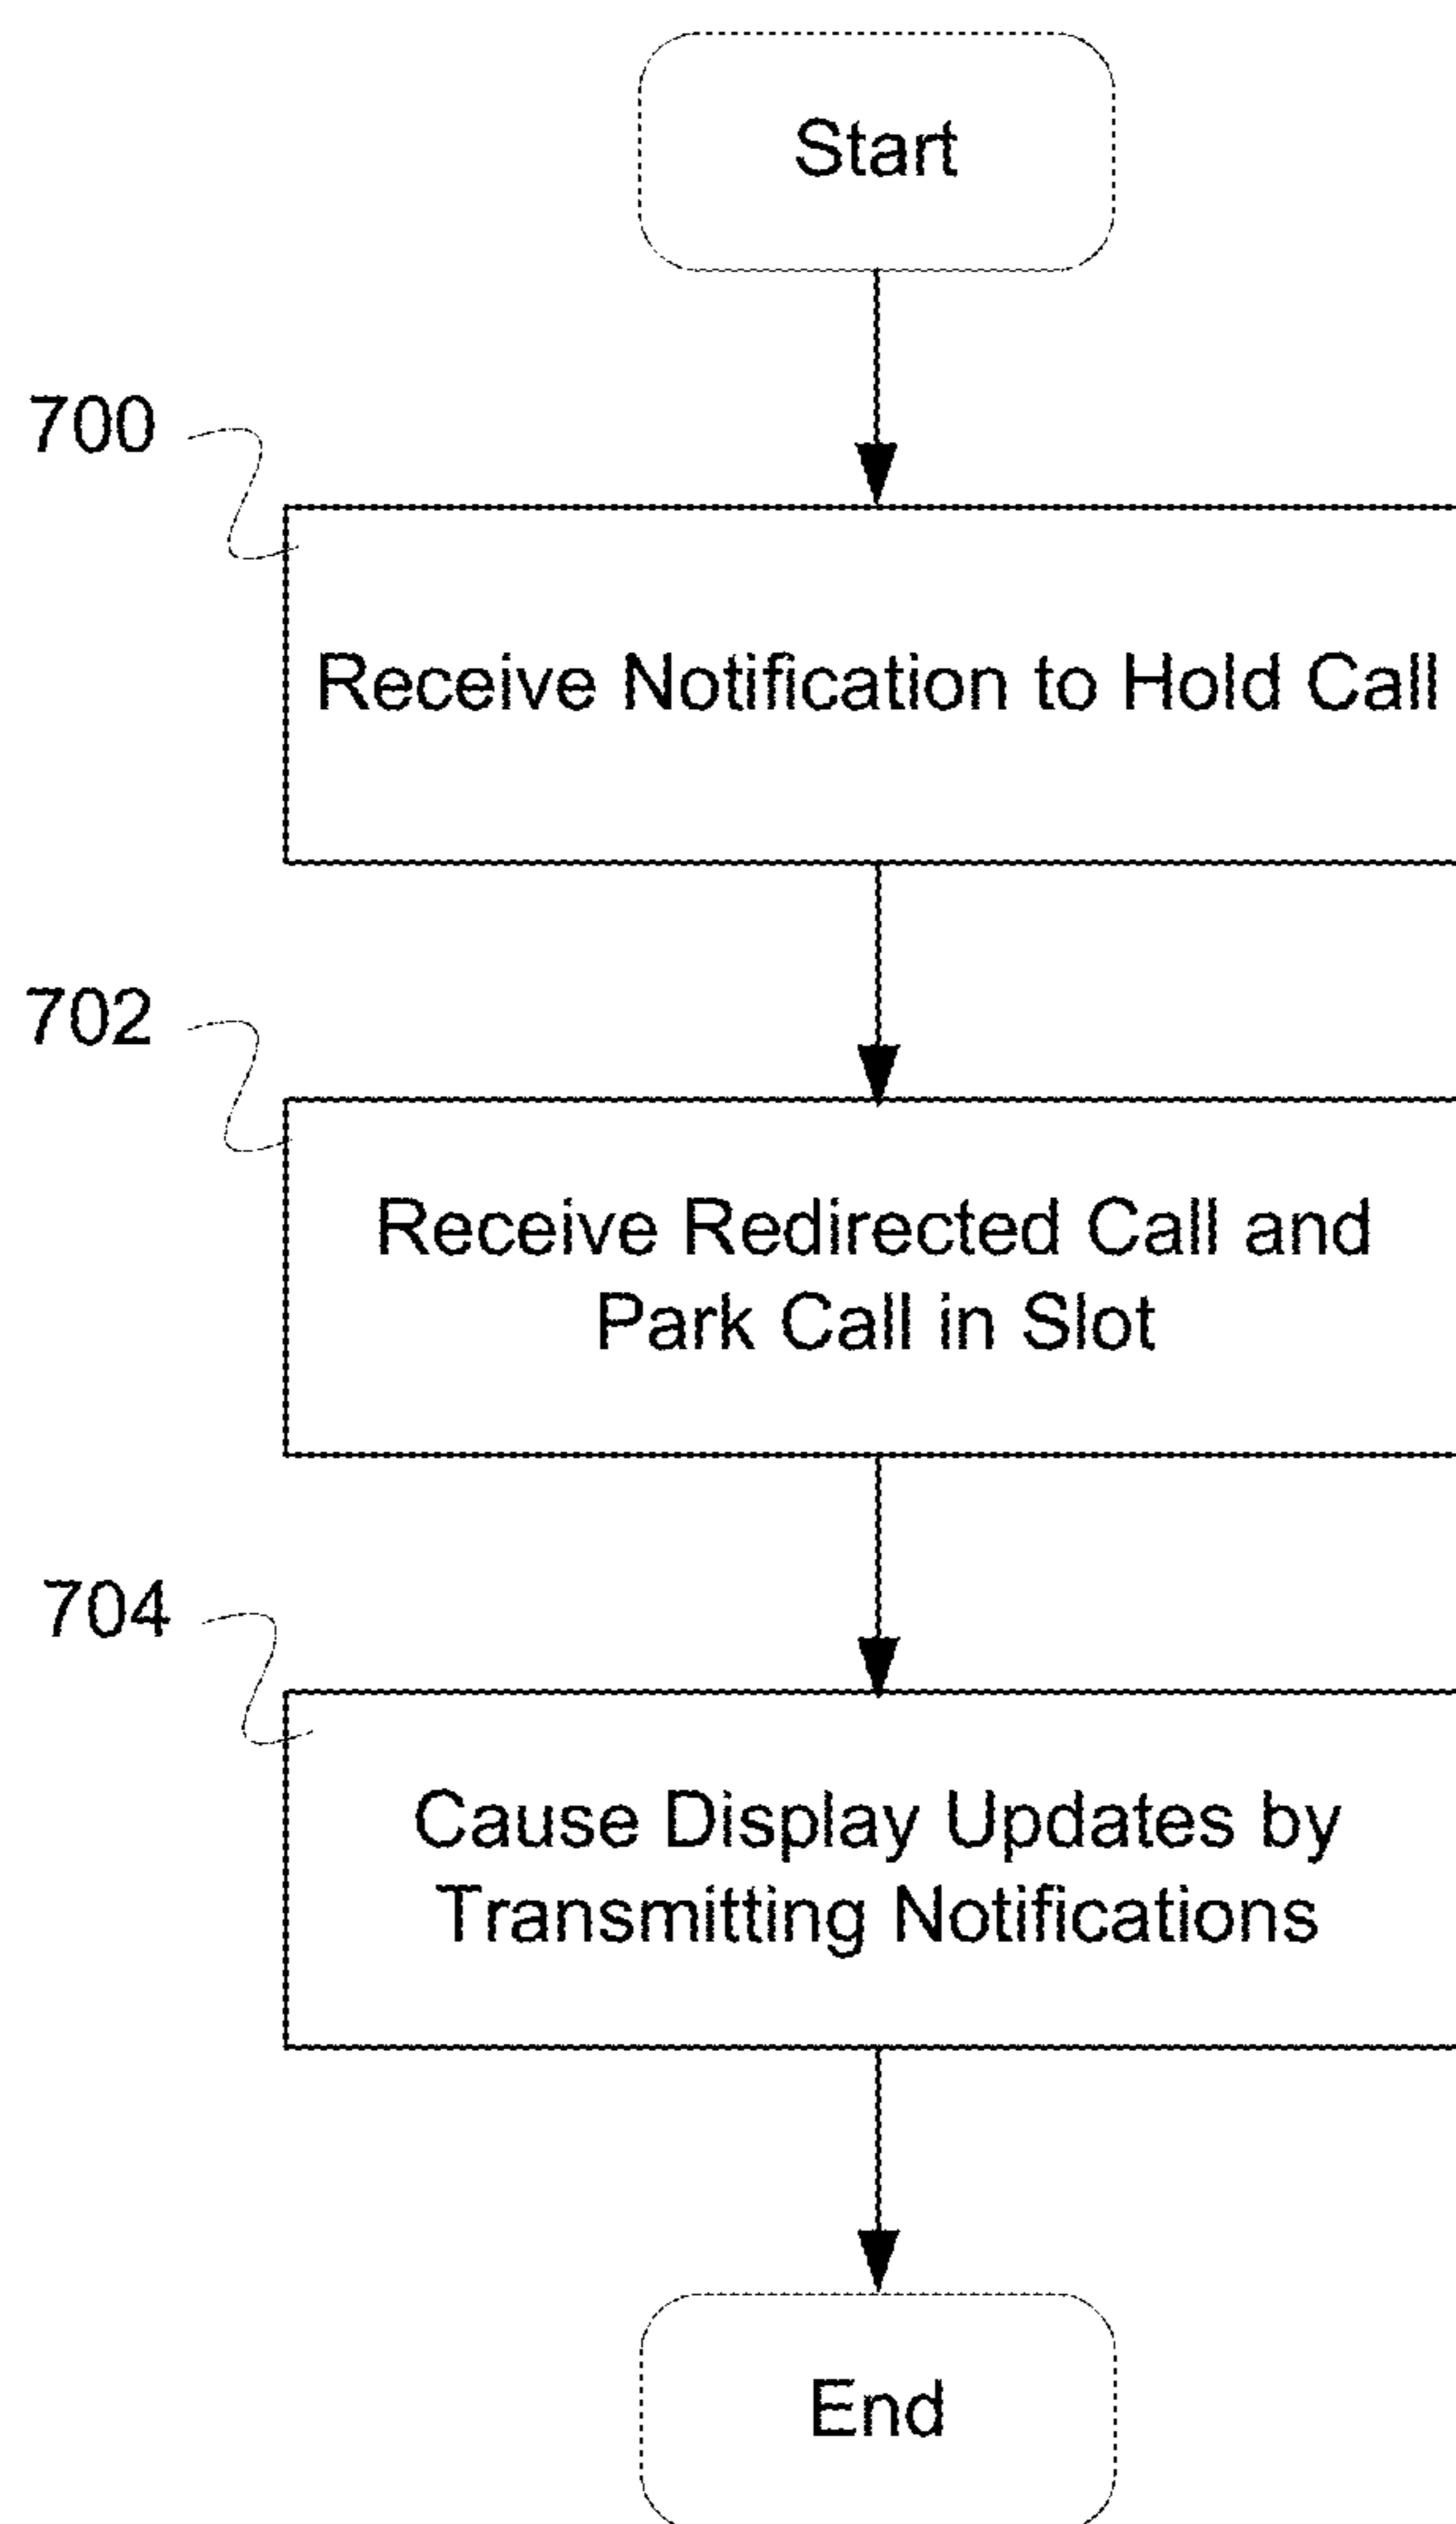 Start
700
Receive Notification to Hold Call
702
Receive Redirected Call and
Park Call in Slot
704
Cause Display Updates by
Transmitting Notifications
End